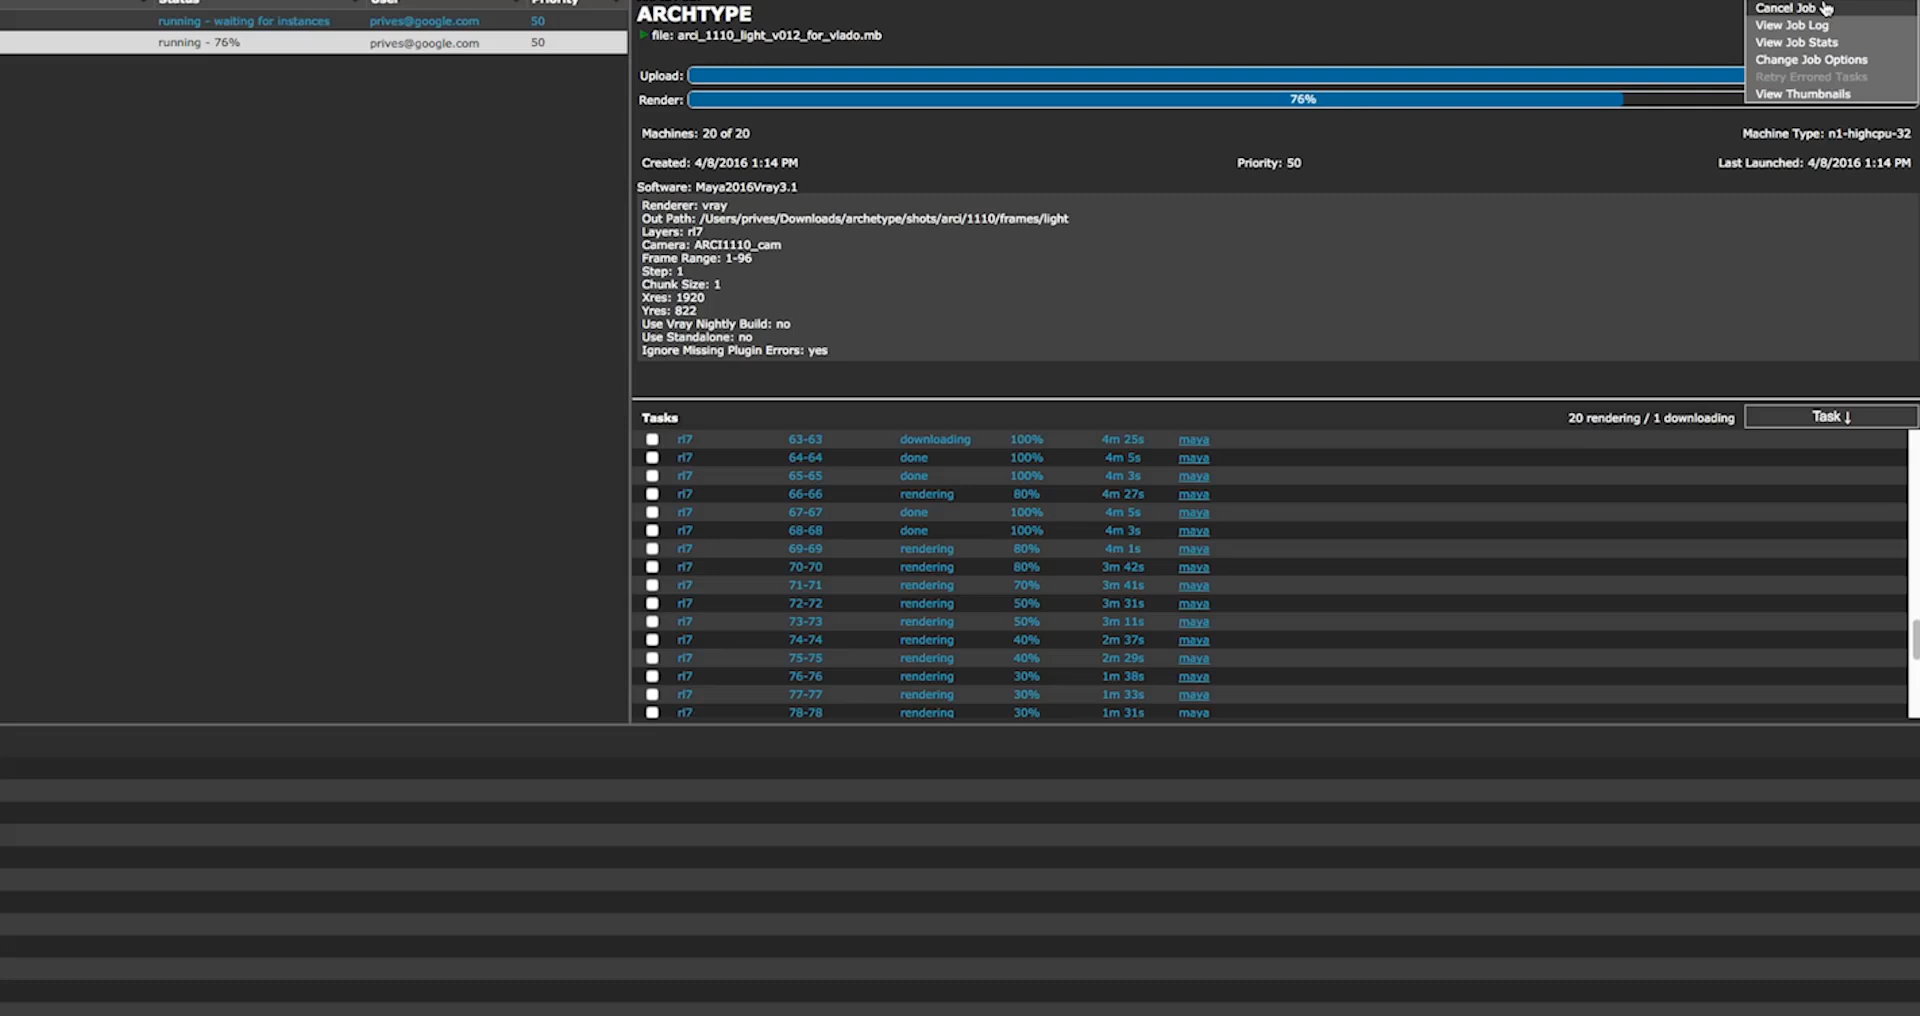 Status User Priority
running - waiting for instances prives@google.com 50
running - 76% prives@google.com 50
ARCHTYPE
file: arci_1110_light_v012_for_vlado.mb
Cancel Job
View Job Log
View Job Stats
Change Job Options
Retry Errored Tasks
View Thumbnails
Upload:
Render: 76%
Machines: 20 of 20 Machine Type: n1-highcpu-32
Created: 4/8/2016 1:14 PM Priority: 50 Last Launched: 4/8/2016 1:14 PM
Software: Maya2016Vray3.1
Renderer: vray
Out Path: /Users/prives/Downloads/archetype/shots/arci/1110/frames/light
Layers: rl7
Camera: ARCI1110_cam
Frame Range: 1-96
Step: 1
Chunk Size: 1
Xres: 1920
Yres: 822
Use Vray Nightly Build: no
Use Standalone: no
Ignore Missing Plugin Errors: yes
Tasks 20 rendering / 1 downloading Task ↓
rl7 63-63 downloading 100% 4m 25s maya
rl7 64-64 done 100% 4m 5s maya
rl7 65-65 done 100% 4m 3s maya
rl7 66-66 rendering 80% 4m 27s maya
rl7 67-67 done 100% 4m 5s maya
rl7 68-68 done 100% 4m 3s maya
rl7 69-69 rendering 80% 4m 1s maya
rl7 70-70 rendering 80% 3m 42s maya
rl7 71-71 rendering 70% 3m 41s maya
rl7 72-72 rendering 50% 3m 31s maya
rl7 73-73 rendering 50% 3m 11s maya
rl7 74-74 rendering 40% 2m 37s maya
rl7 75-75 rendering 40% 2m 29s maya
rl7 76-76 rendering 30% 1m 38s maya
rl7 77-77 rendering 30% 1m 33s maya
rl7 78-78 rendering 30% 1m 31s maya